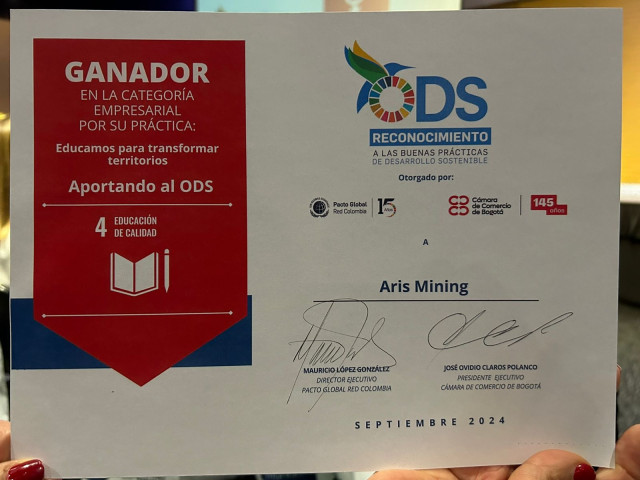 GANADOR
EN LA CATEGORÍA
EMPRESARIAL
POR SU PRÁCTICA:
Educamos para transformar
territorios
Aportando al ODS
4 EDUCACIÓN
DE CALIDAD
ODS
RECONOCIMIENTO
A LAS BUENAS PRÁCTICAS
DE DESARROLLO SOSTENIBLE
Otorgado por:
Pacto Global
Red Colombia
15 años
Cámara
de Comercio
de Bogotá
145
años
A
Aris Mining
MAURICIO LÓPEZ GONZÁLEZ
DIRECTOR EJECUTIVO
PACTO GLOBAL RED COLOMBIA
JOSÉ OVIDIO CLAROS POLANCO
PRESIDENTE EJECUTIVO
CÁMARA DE COMERCIO DE BOGOTÁ
SEPTIEMBRE 2024